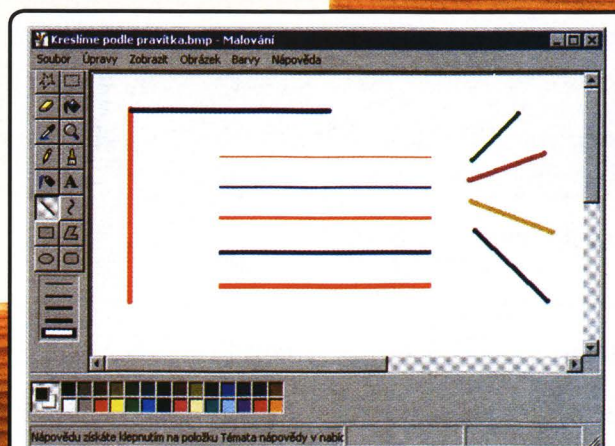 Kreslíme podle pravítka.bmp - Malování
Soubor Úpravy Zobrazit Obrázek Barvy Nápověda
A
Nápovědu získáte klepnutím na položku Témata nápovědy v nabíc